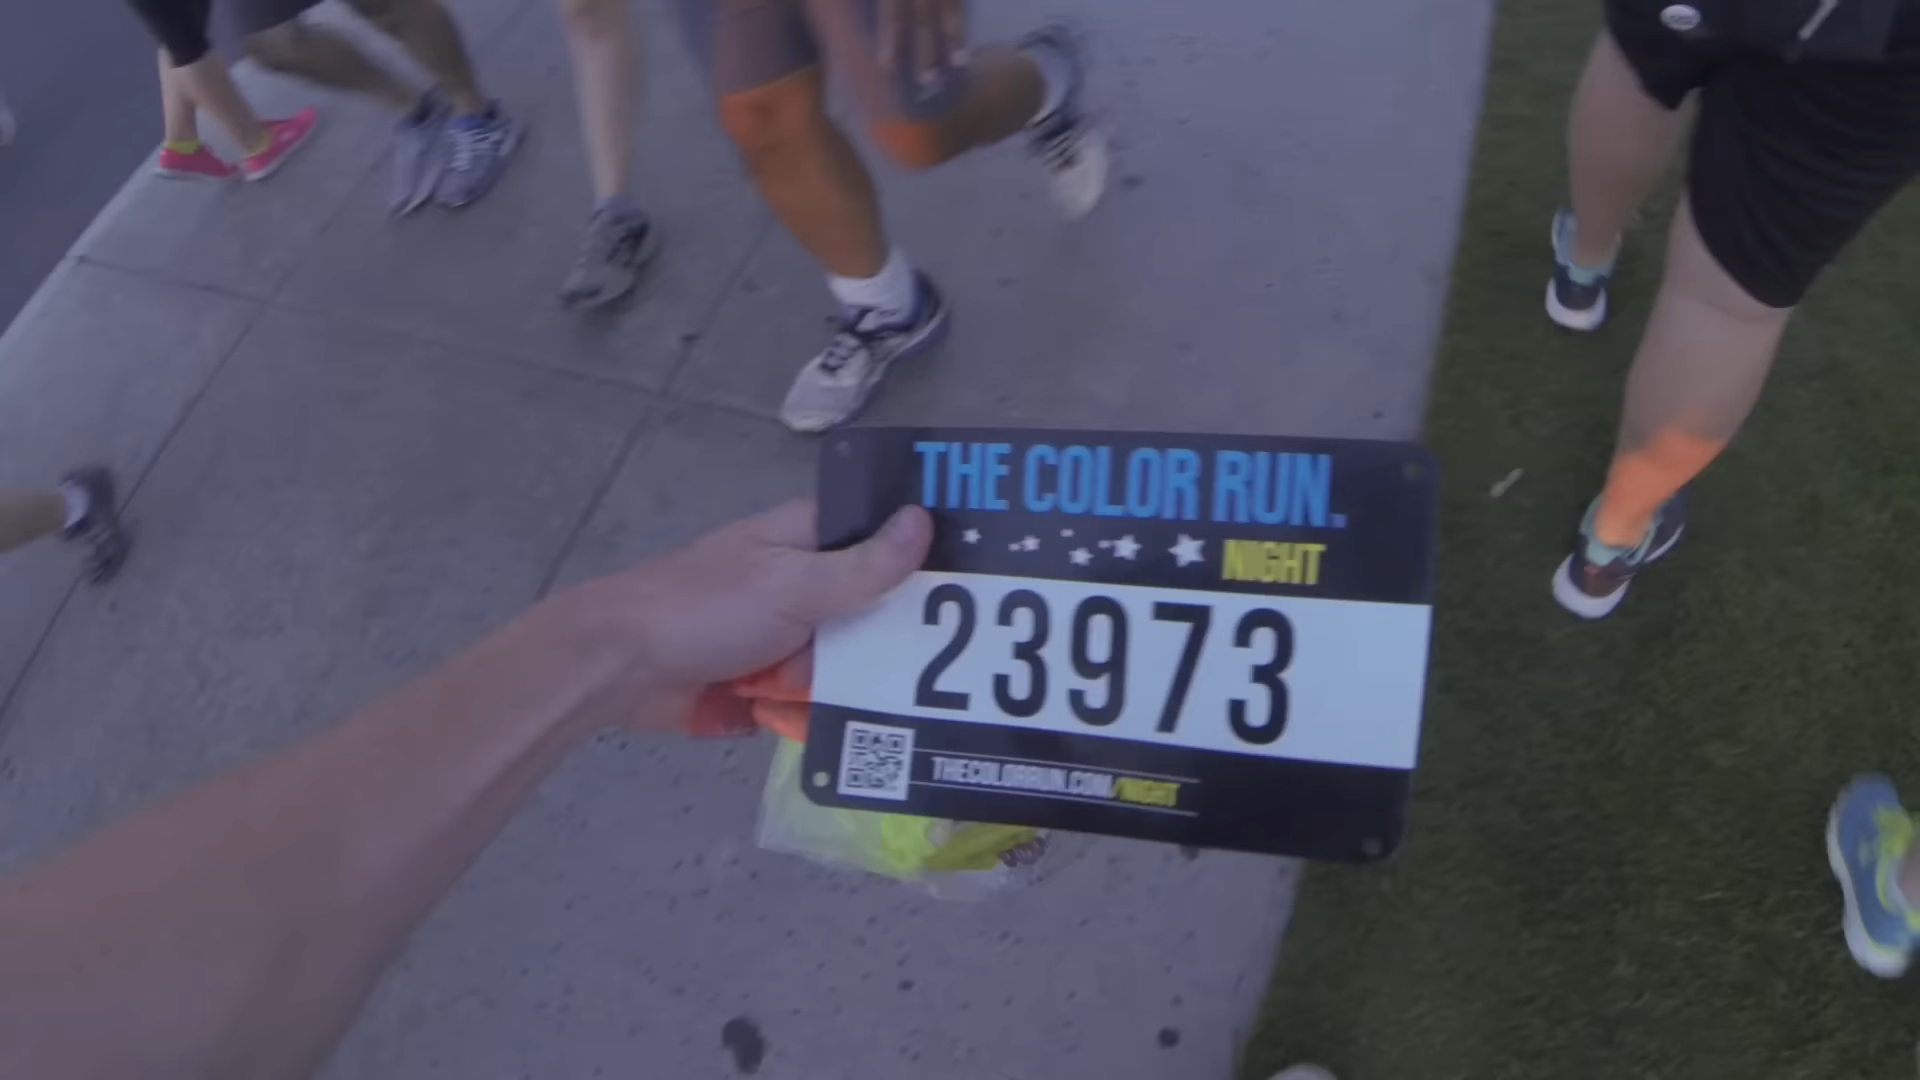 THE COLOR RUN.
NIGHT
23973
THECOLORRUN.COM/NIGHT